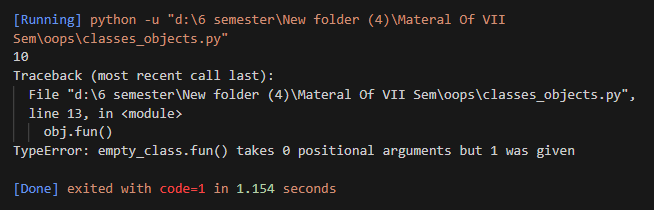 [Running] python -u "d:\6 semester\New folder (4)\Materal Of VII
Sem\oops\classes_objects.py"
10
Traceback (most recent call last):
  File "d:\6 semester\New folder (4)\Materal Of VII Sem\oops\classes_objects.py",
line 13, in <module>
    obj.fun()
TypeError: empty_class.fun() takes 0 positional arguments but 1 was given
[Done] exited with code=1 in 1.154 seconds